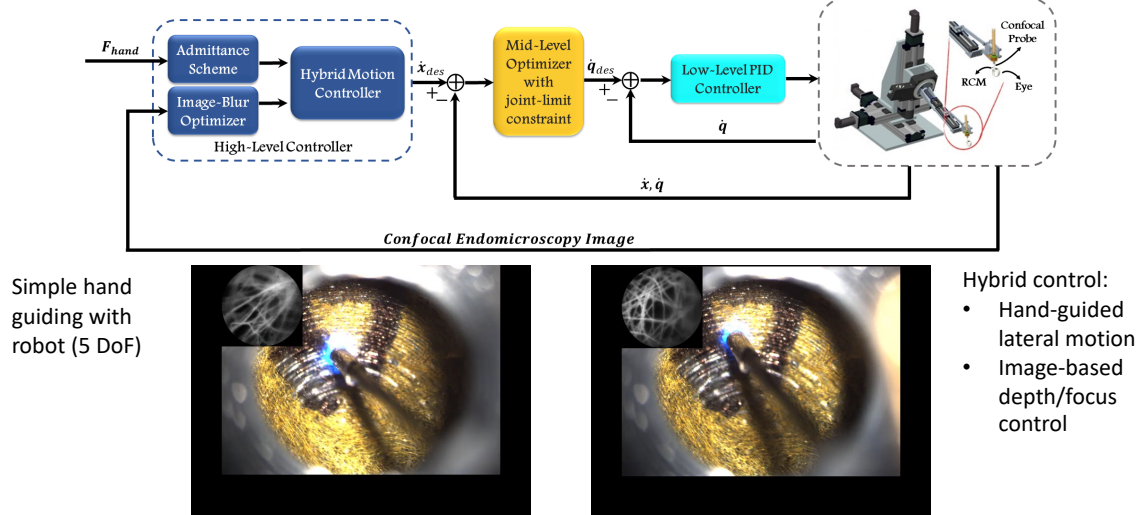 F_hand
Admittance
Scheme
Image-Blur
Optimizer
Hybrid Motion
Controller
High-Level Controller
ẋ_des
+ −
Mid-Level
Optimizer
with
joint-limit
constraint
q̇_des
+ −
Low-Level PID
Controller
q̇
ẋ, q̇
Confocal
Probe
RCM
Eye
Confocal Endomicroscopy Image
Simple hand
guiding with
robot (5 DoF)
Hybrid control:
• Hand-guided
lateral motion
• Image-based
depth/focus
control